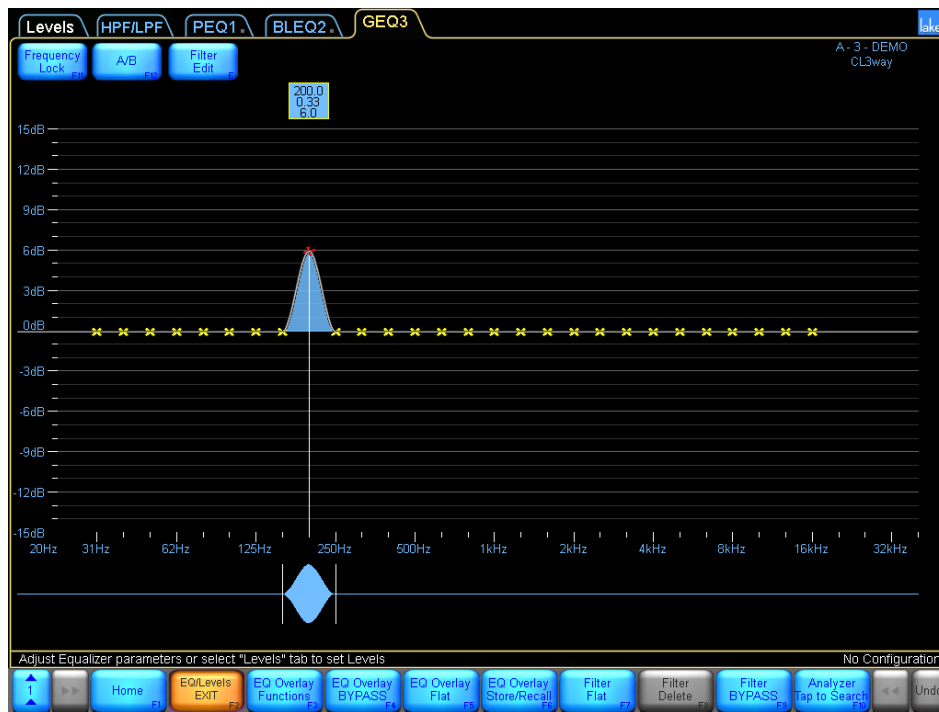 Levels HPF/LPF PEQ1 BLEQ2 GEQ3 lake
Frequency Lock F11 A/B F12 Filter Edit F
A - 3 - DEMO
CL3way
200.0
0.33
6.0
15dB
12dB
9dB
6dB
3dB
0dB
-3dB
-6dB
-9dB
-12dB
-15dB
20Hz 31Hz 62Hz 125Hz 250Hz 500Hz 1kHz 2kHz 4kHz 8kHz 16kHz 32kHz
Adjust Equalizer parameters or select "Levels" tab to set Levels No Configuration
1 Home F1 EQ/Levels EXIT F2 EQ Overlay Functions F3 EQ Overlay BYPASS F4 EQ Overlay Flat F5 EQ Overlay Store/Recall F6 Filter Flat F7 Filter Delete F8 Filter BYPASS F9 Analyzer Tap to Search F10 Undo